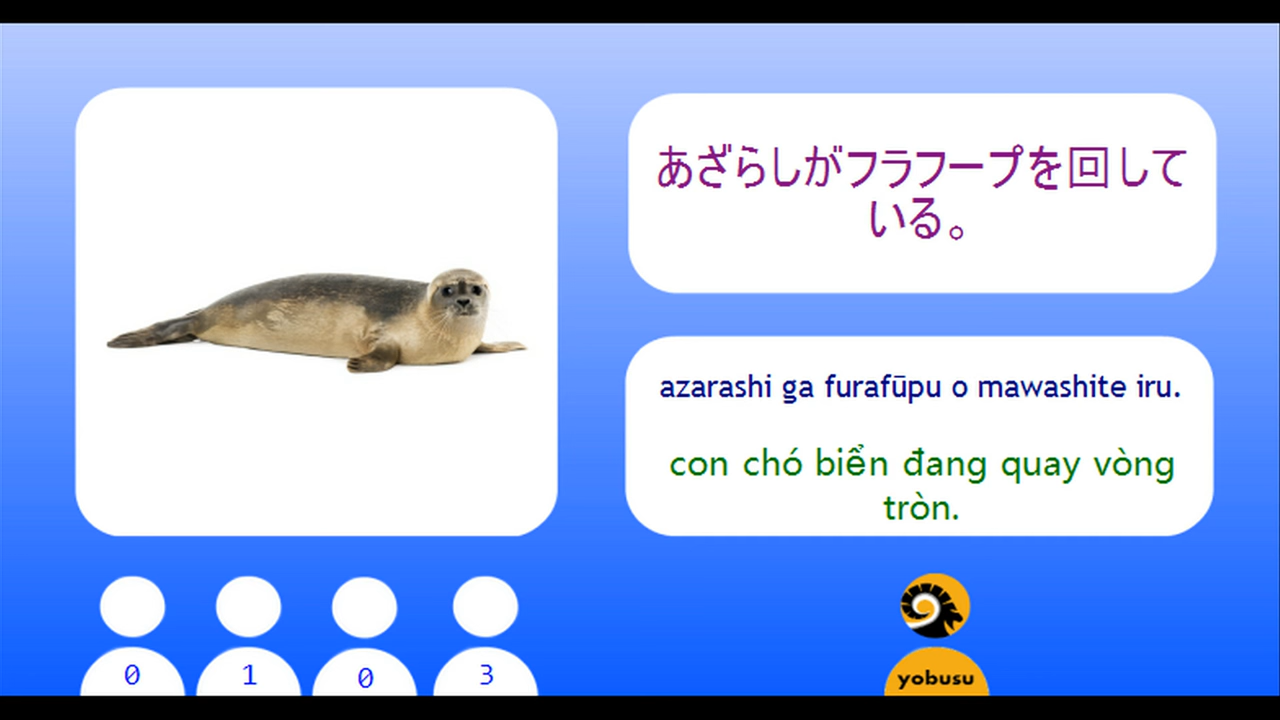 あざらしがフラフープを回して
いる。
azarashi ga furafūpu o mawashite iru.
con chó biển đang quay vòng
tròn.
0 1 0 3
yobusu